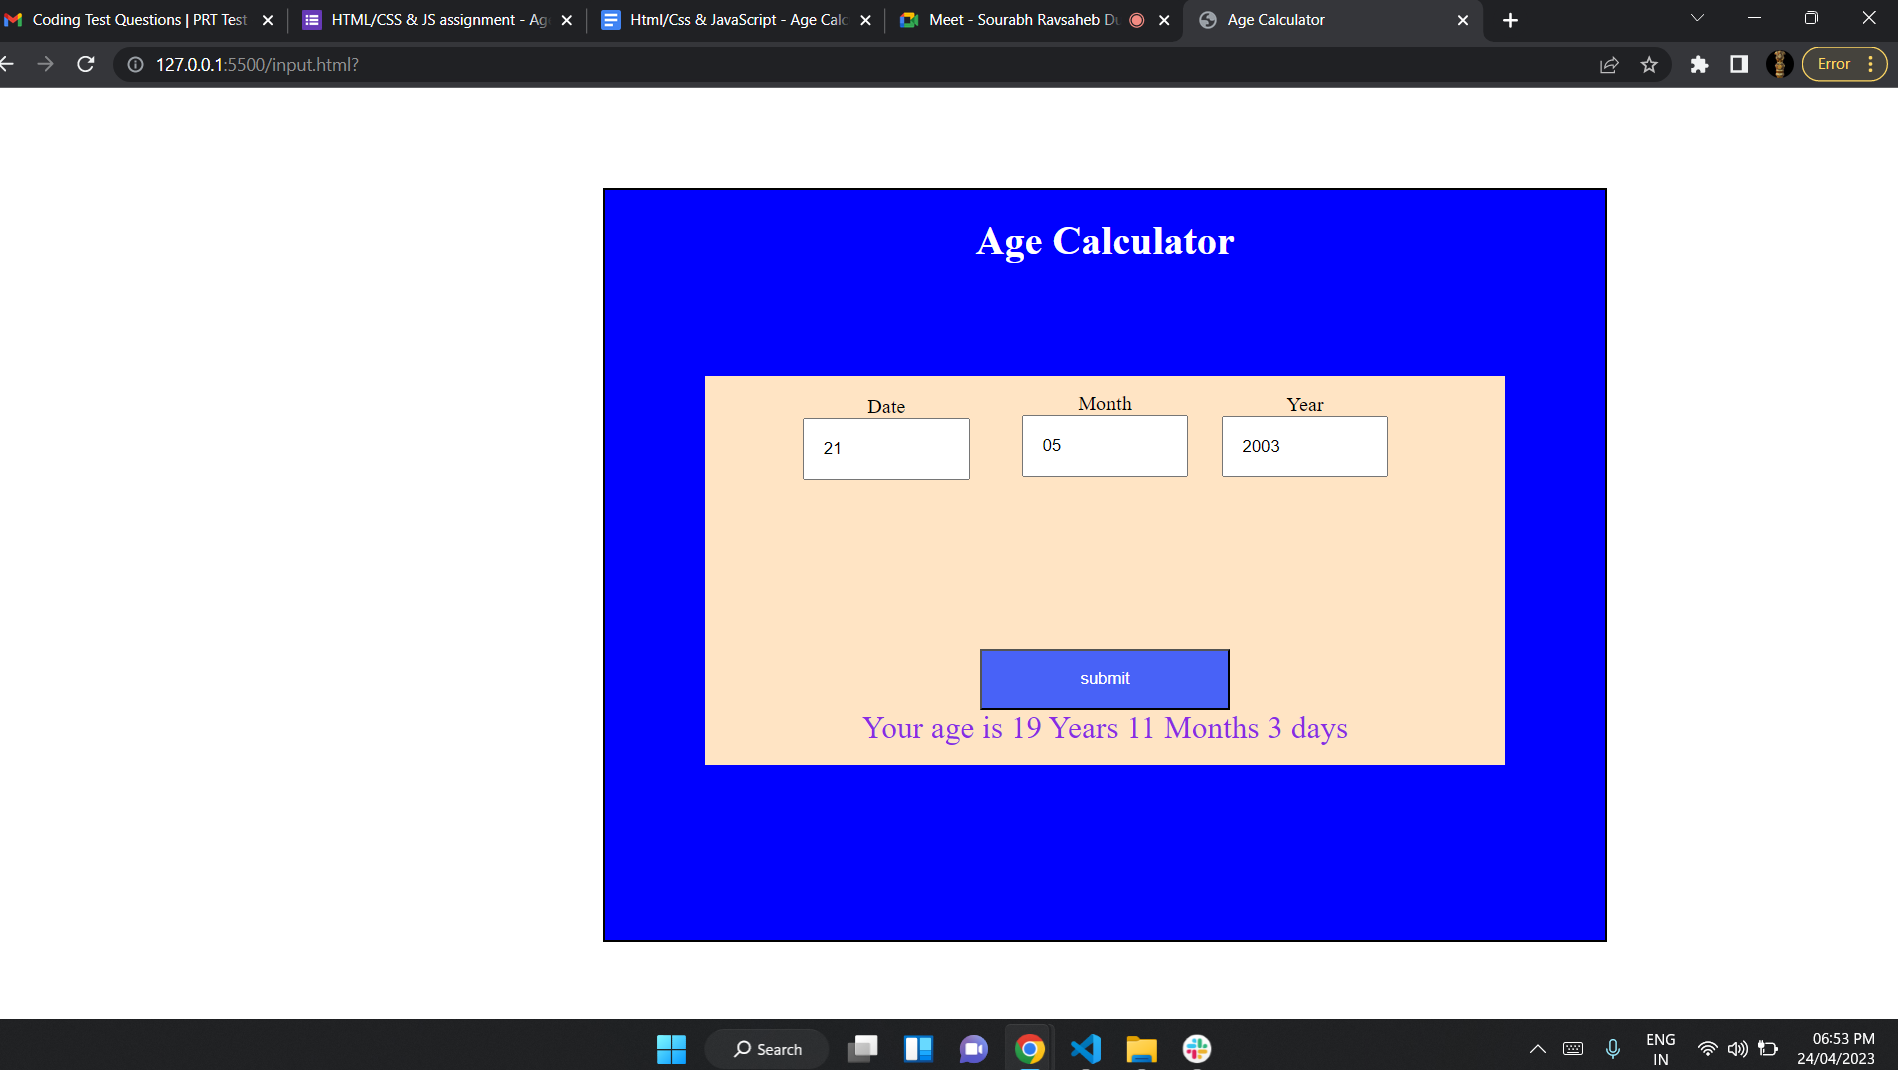 Coding Test Questions | PRT Test
HTML/CSS & JS assignment - Ag
Html/Css & JavaScript - Age Calc
Meet - Sourabh Ravsaheb Du
Age Calculator
127.0.0.1:5500/input.html?
Error
Age Calculator
Date
Month
Year
21
05
2003
submit
Your age is 19 Years 11 Months 3 days
Search
ENG
IN
06:53 PM
24/04/2023